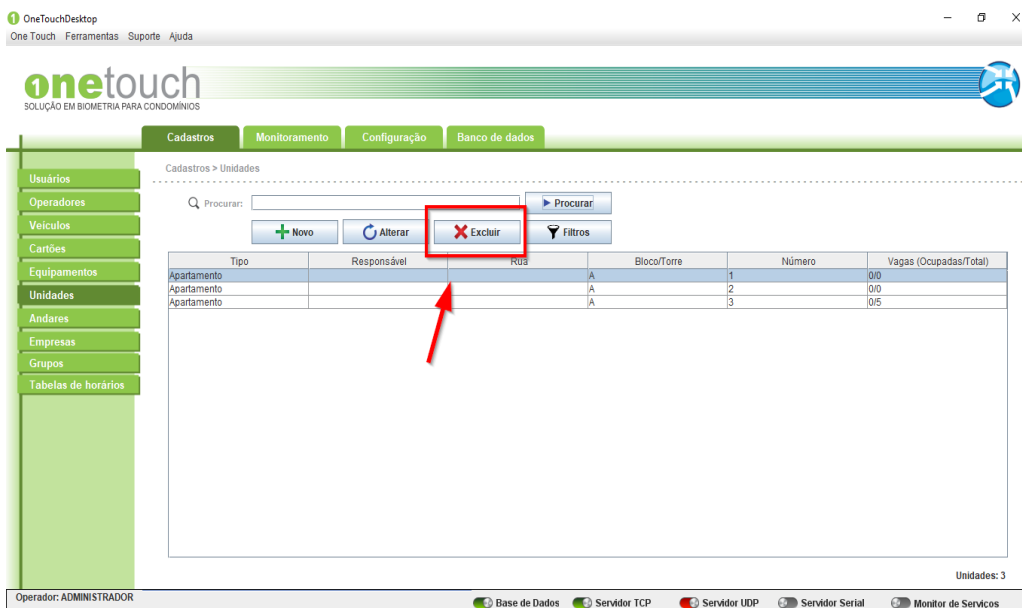 OneTouchDesktop
One Touch Ferramentas Suporte Ajuda
onetouch
SOLUÇÃO EM BIOMETRIA PARA CONDOMÍNIOS
Cadastros Monitoramento Configuração Banco de dados
Cadastros > Unidades
Usuários
Operadores
Veículos
Cartões
Equipamentos
Unidades
Andares
Empresas
Grupos
Tabelas de horários
Procurar: Procurar
Novo Alterar Excluir Filtros
Tipo Responsável Rua Bloco/Torre Número Vagas (Ocupadas/Total)
Apartamento A 1 0/0
Apartamento A 2 0/0
Apartamento A 3 0/5
Unidades: 3
Operador: ADMINISTRADOR Base de Dados Servidor TCP Servidor UDP Servidor Serial Monitor de Serviços